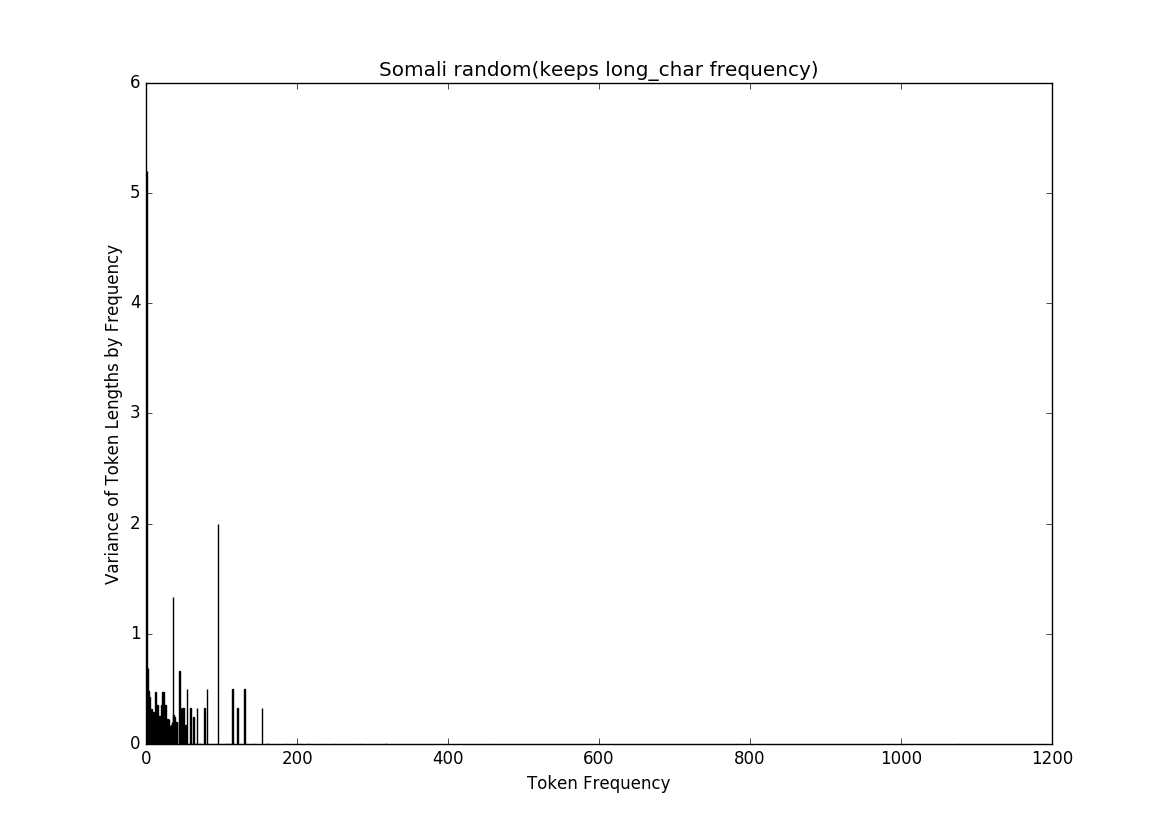 Somali random(keeps long_char frequency)
6
5
4
3
2
1
0
Variance of Token Lengths by Frequency
0 200 400 600 800 1000 1200
Token Frequency